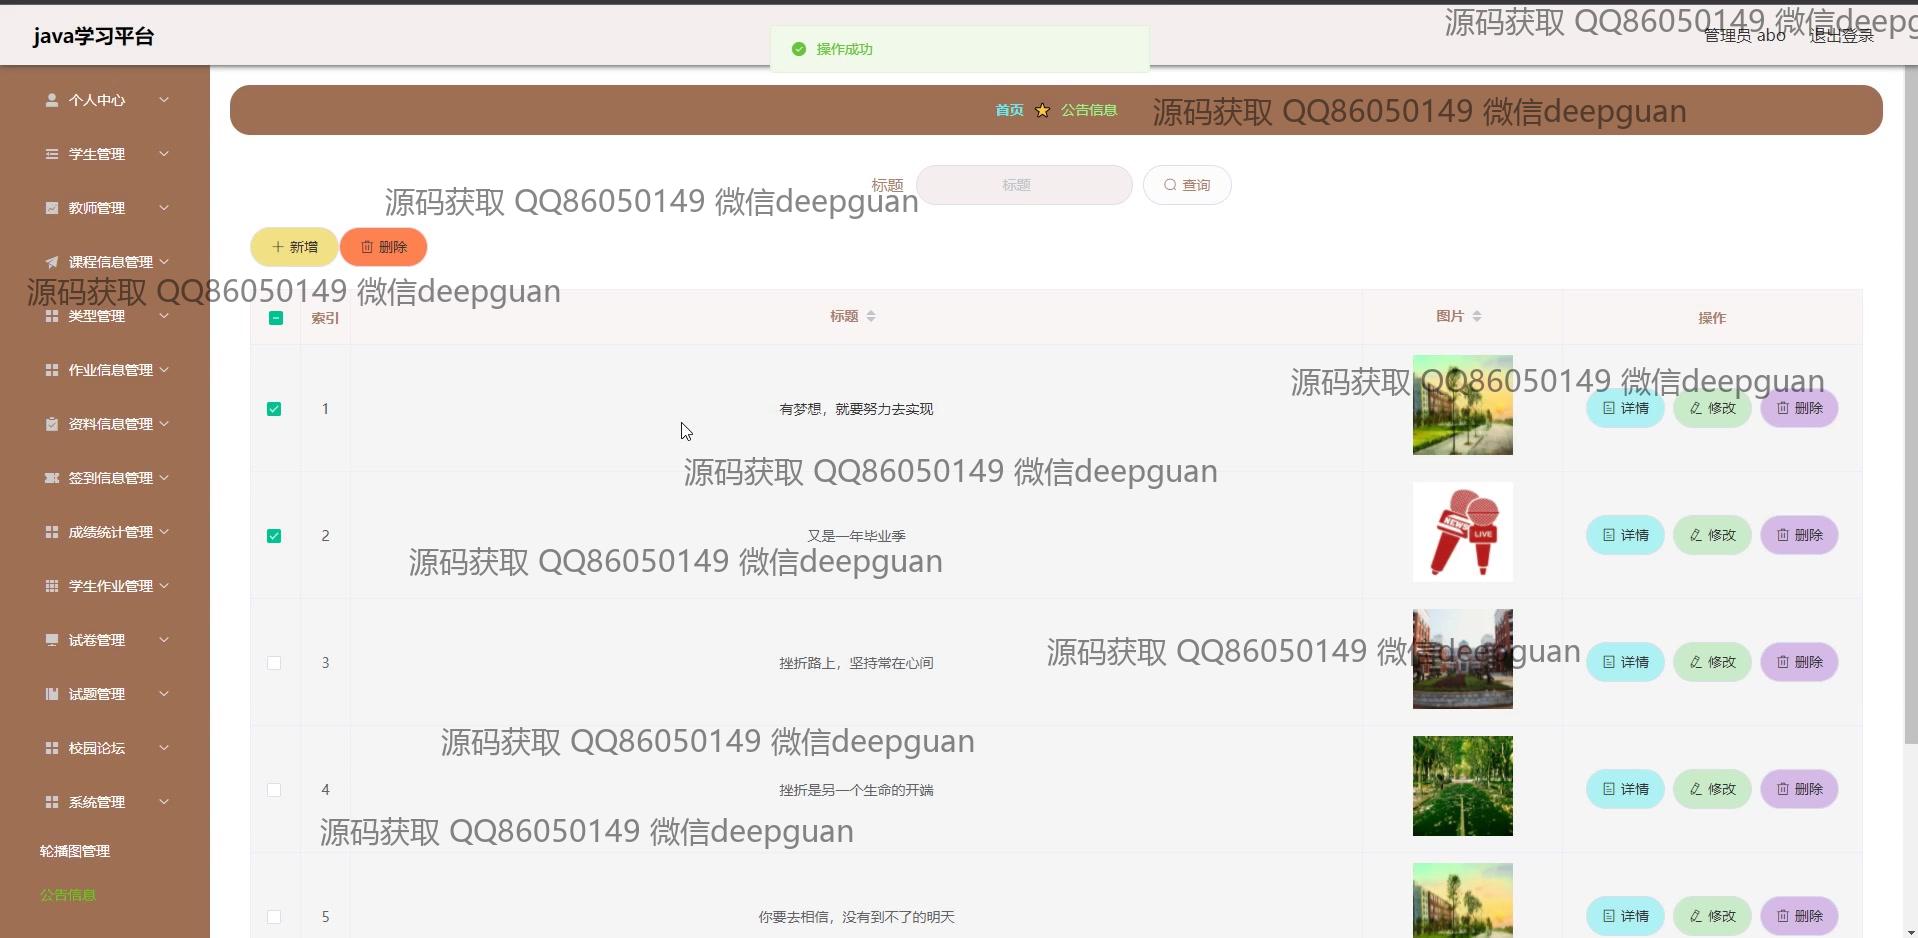 java学习平台
操作成功
源码获取 QQ86050149 微信deepg
管理员 abo 退出登录
个人中心
首页 公告信息
源码获取 QQ86050149 微信deepguan
学生管理
标题 标题 查询
源码获取 QQ86050149 微信deepguan
教师管理
新增 删除
课程信息管理
源码获取 QQ86050149 微信deepguan
类型管理
索引 标题 图片 操作
作业信息管理
源码获取 QQ86050149 微信deepguan
1 有梦想，就要努力去实现 详情 修改 删除
资料信息管理
源码获取 QQ86050149 微信deepguan
签到信息管理
成绩统计管理
2 又是一年毕业季 NEWS LIVE 详情 修改 删除
源码获取 QQ86050149 微信deepguan
学生作业管理
试卷管理
源码获取 QQ86050149 微信deepguan
3 挫折路上，坚持常在心间 详情 修改 删除
试题管理
源码获取 QQ86050149 微信deepguan
校园论坛
4 挫折是另一个生命的开端 详情 修改 删除
系统管理
源码获取 QQ86050149 微信deepguan
轮播图管理
公告信息
5 你要去相信，没有到不了的明天 详情 修改 删除